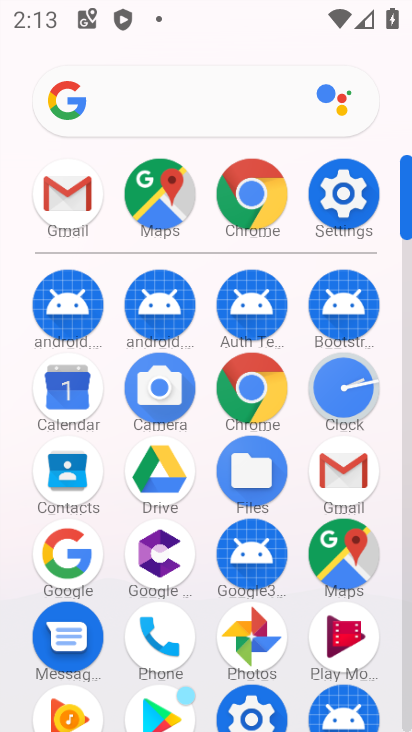 2:13
Gmail Maps Chrome Settings
android,... android,... Auth Te... Bootstr...
Calendar Camera Chrome Clock
Contacts Drive Files Gmail
Google Google ... Google3... Maps
Messag... Phone Photos Play Mo...